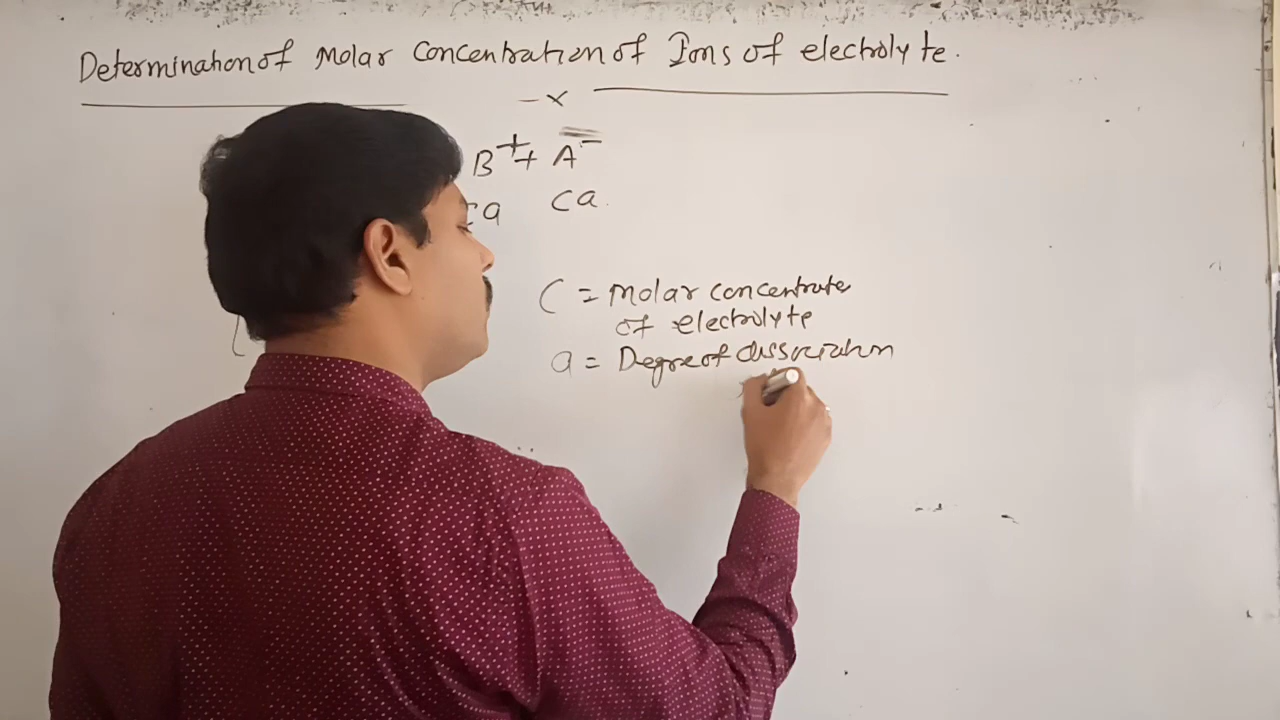 Determination of Molar Concentration of Ions of electrolyte.
B⁺ + A⁻
Ca Ca.
C = Molar concentrate
of electrolyte
a = Degree of dissociation